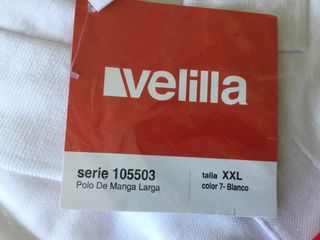 velilla
serie 105503
Polo De Manga Larga
talla XXL
color 7- Blanco